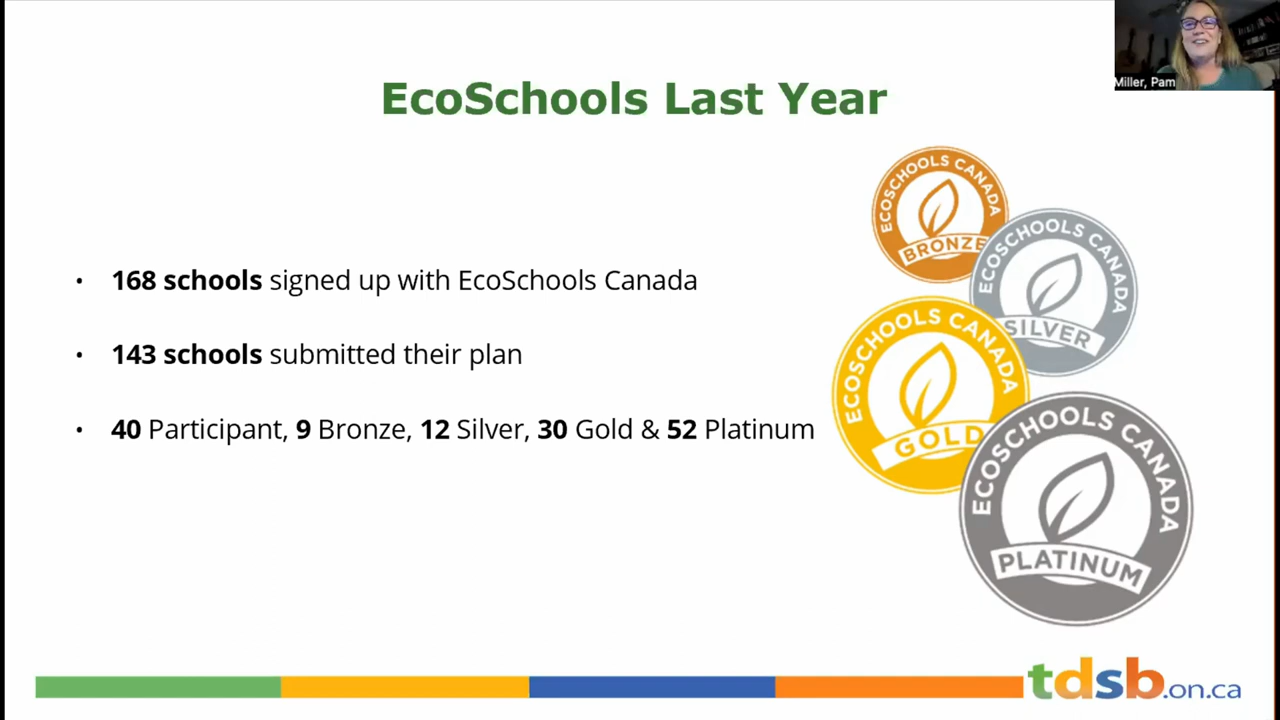 Miller, Pam
EcoSchools Last Year
• 168 schools signed up with EcoSchools Canada
• 143 schools submitted their plan
• 40 Participant, 9 Bronze, 12 Silver, 30 Gold & 52 Platinum
ECOSCHOOLS CANADA
BRONZE
ECOSCHOOLS CANADA
SILVER
ECOSCHOOLS CANADA
GOLD
ECOSCHOOLS CANADA
PLATINUM
tdsb.on.ca